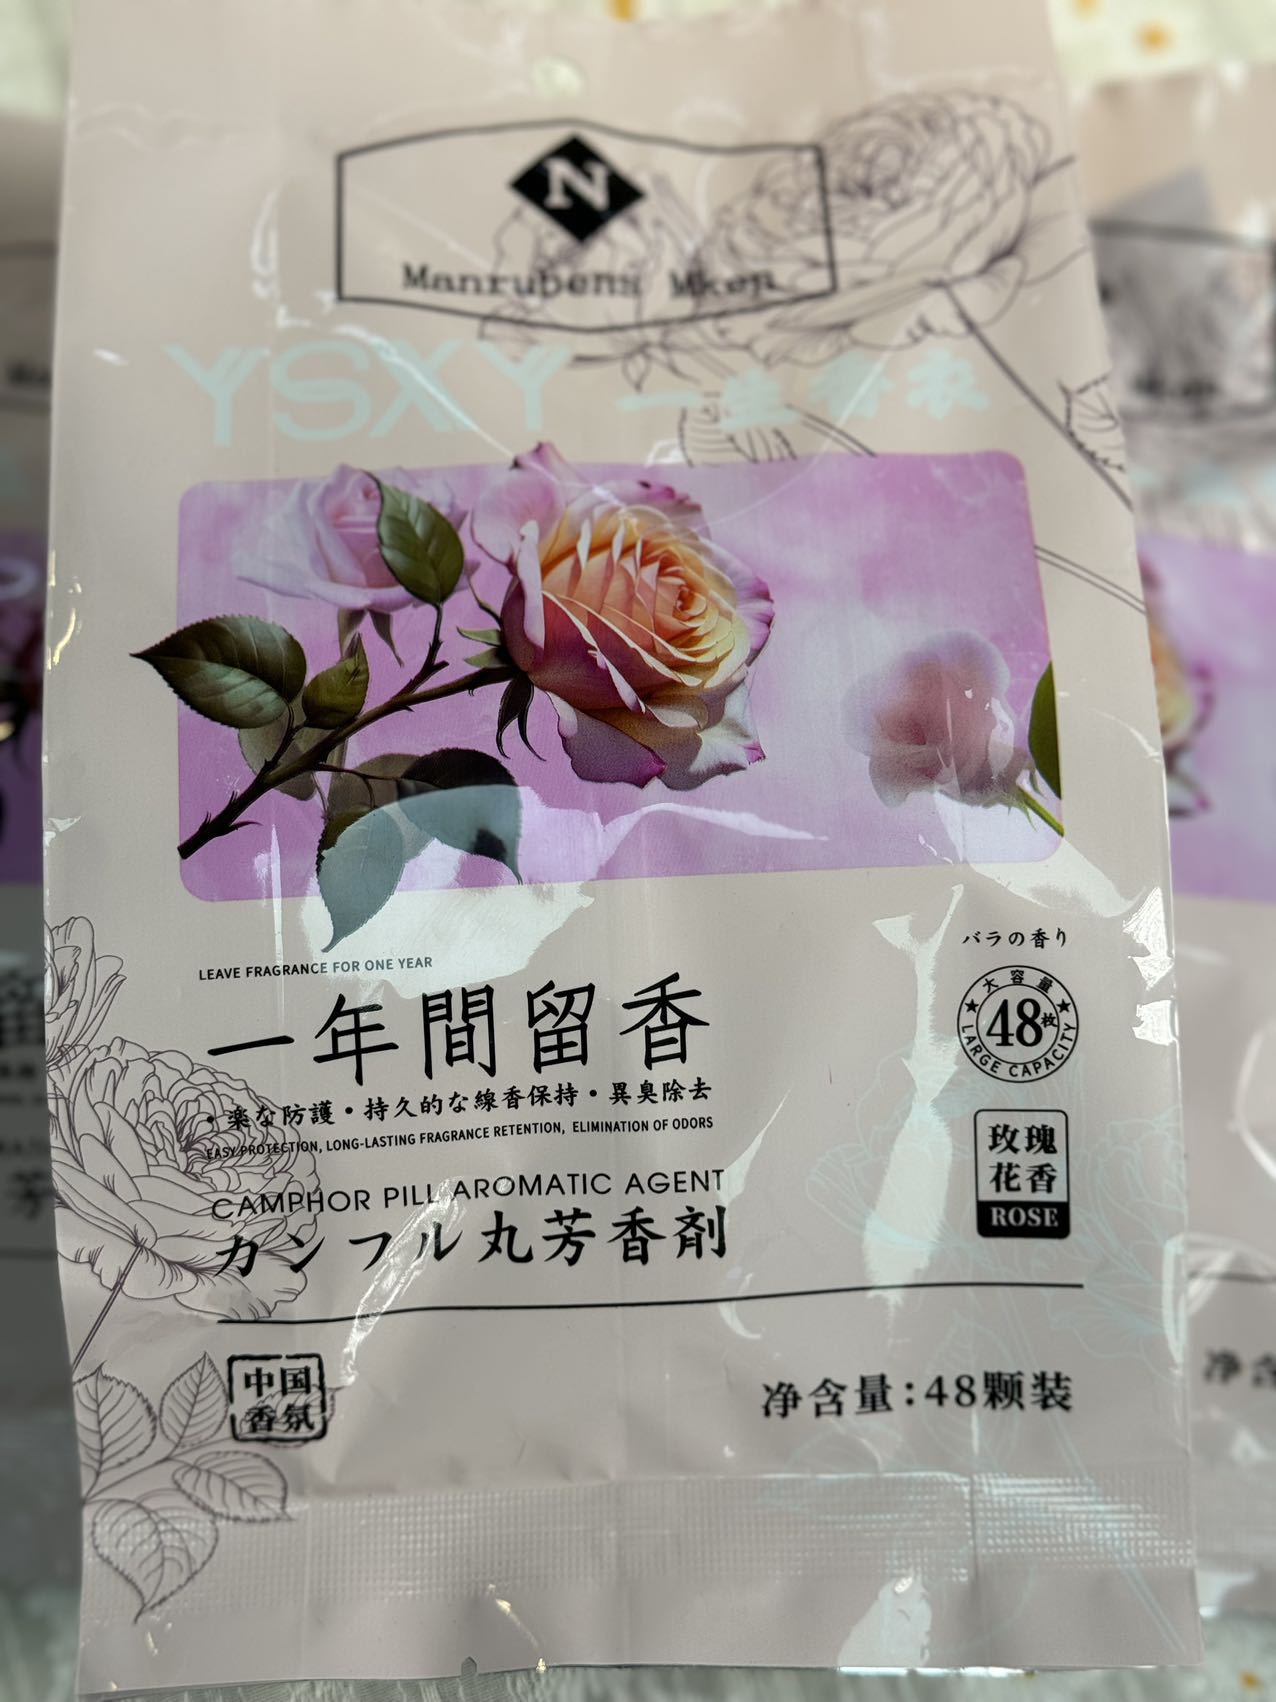 N
Manrubens Mken
YSXY 一生香衣
LEAVE FRAGRANCE FOR ONE YEAR
一年間留香
・楽な防護・持久的な線香保持・異臭除去
EASY PROTECTION, LONG-LASTING FRAGRANCE RETENTION, ELIMINATION OF ODORS
CAMPHOR PILL AROMATIC AGENT
カンフル丸芳香剤
バラの香り
大容量
48枚
LARGE CAPACITY
玫瑰
花香
ROSE
中国
香氛
净含量:48颗装